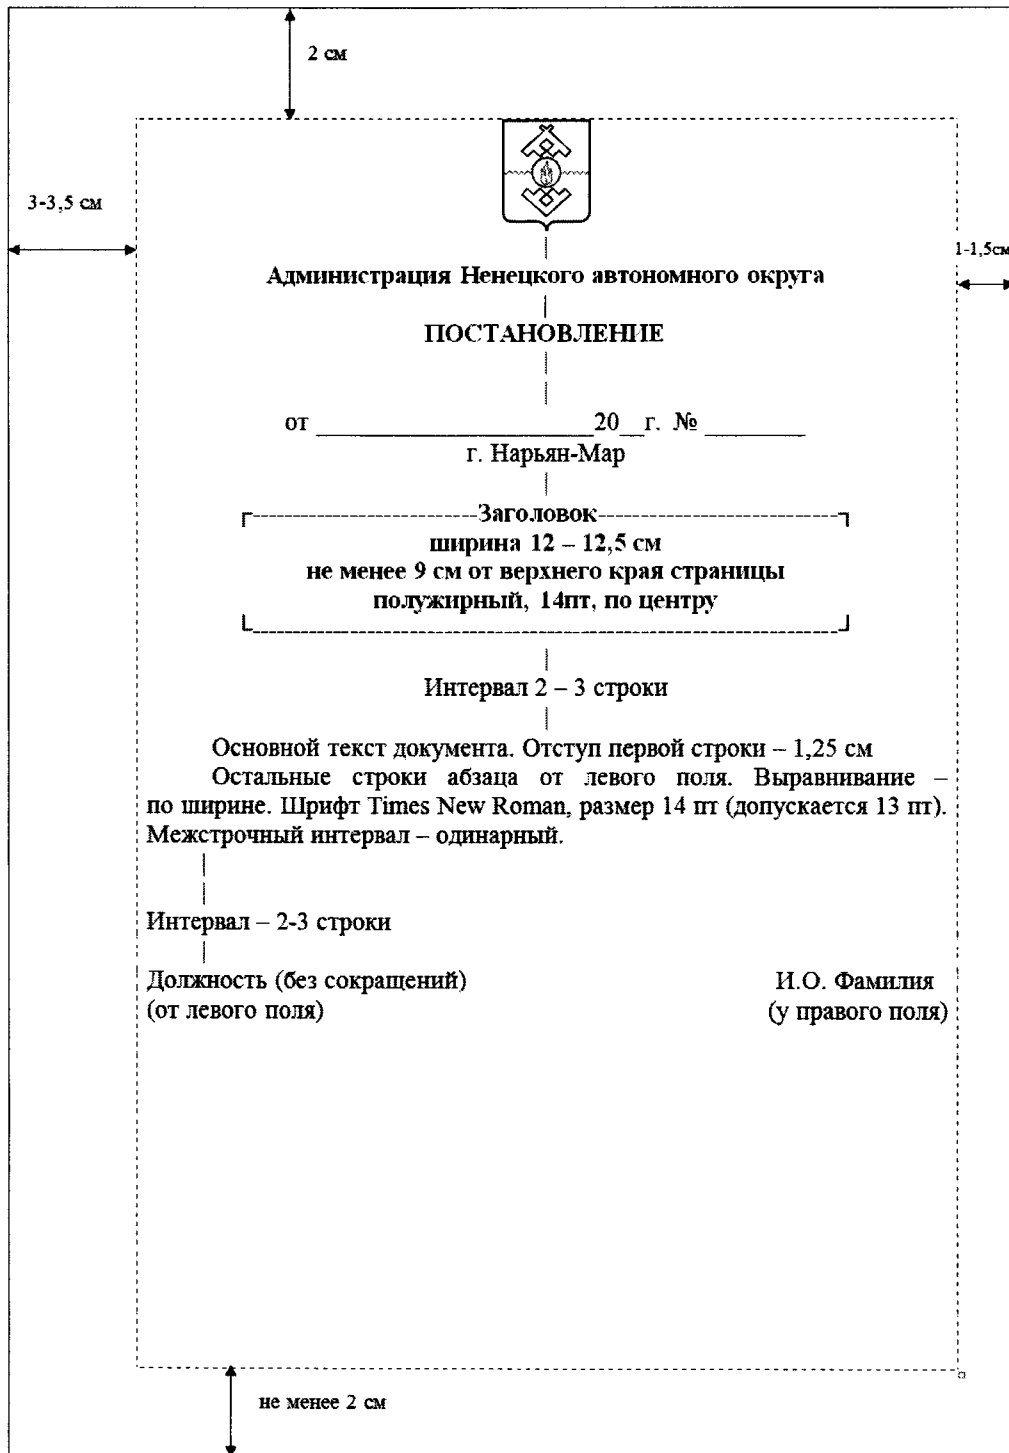 2 см
3-3,5 см
1-1,5см
Администрация Ненецкого автономного округа
ПОСТАНОВЛЕНИЕ
от _________________________20__г. № _________
г. Нарьян-Мар
Заголовок
ширина 12 – 12,5 см
не менее 9 см от верхнего края страницы
полужирный, 14пт, по центру
Интервал 2 – 3 строки
Основной текст документа. Отступ первой строки – 1,25 см
Остальные строки абзаца от левого поля. Выравнивание –
по ширине. Шрифт Times New Roman, размер 14 пт (допускается 13 пт).
Межстрочный интервал – одинарный.
Интервал – 2-3 строки
Должность (без сокращений) И.О. Фамилия
(от левого поля) (у правого поля)
не менее 2 см